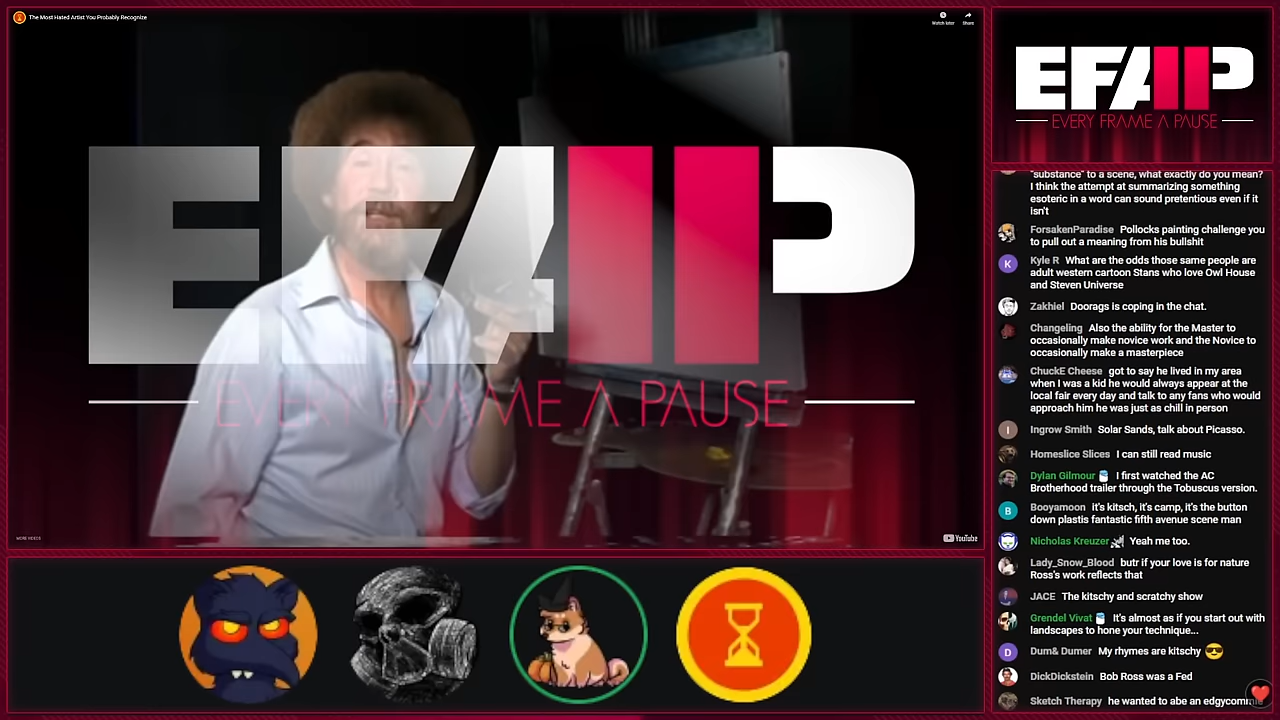 The Most Hated Artist You Probably Recognize
Watch later
Share
EFAP
EVERY FRAME A PAUSE
MORE VIDEOS
YouTube
EFAP
EVERY FRAME A PAUSE
"substance" to a scene, what exactly do you mean?
I think the attempt at summarizing something
esoteric in a word can sound pretentious even if it
isn't
ForsakenParadise Pollocks painting challenge you
to pull out a meaning from his bullshit
K
Kyle R What are the odds those same people are
adult western cartoon Stans who love Owl House
and Steven Universe
Zakhiel Doorags is coping in the chat.
Changeling Also the ability for the Master to
occasionally make novice work and the Novice to
occasionally make a masterpiece
ChuckE Cheese got to say he lived in my area
when I was a kid he would always appear at the
local fair every day and talk to any fans who would
approach him he was just as chill in person
I
Ingrow Smith Solar Sands, talk about Picasso.
Homeslice Slices I can still read music
Dylan Gilmour I first watched the AC
Brotherhood trailer through the Tobuscus version.
B
Booyamoon it's kitsch, it's camp, it's the button
down plastis fantastic fifth avenue scene man
Nicholas Kreuzer Yeah me too.
Lady_Snow_Blood butr if your love is for nature
Ross's work reflects that
JACE The kitschy and scratchy show
Grendel Vivat It's almost as if you start out with
landscapes to hone your technique...
D
Dum& Dumer My rhymes are kitschy 😎
DickDickstein Bob Ross was a Fed
Sketch Therapy he wanted to abe an